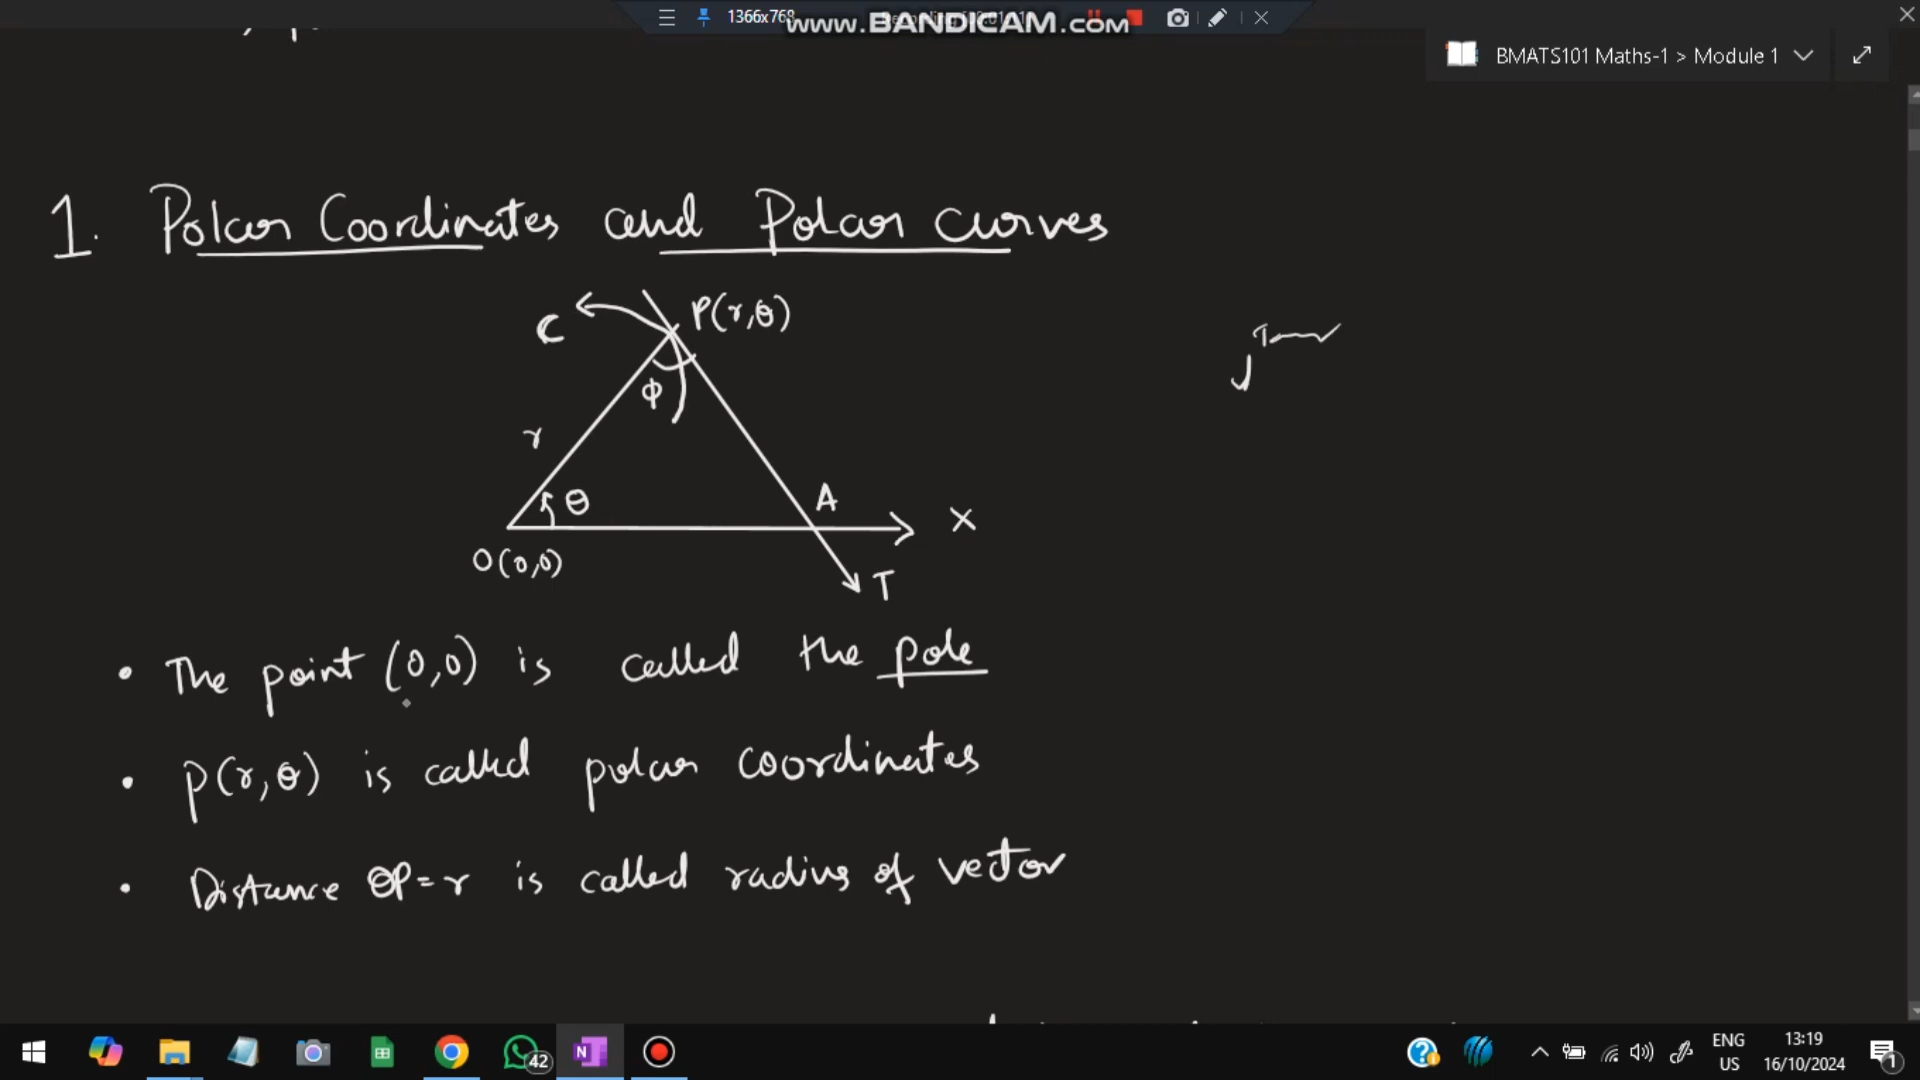 1366x768
www.BANDICAM.com
BMATS101 Maths-1 > Module 1
1. Polar Coordinates and Polar curves
C
P(r,θ)
ϕ
r
θ
A
X
O(0,0)
T
• The point (0,0) is called the pole
• P(r,θ) is called polar coordinates
• Distance OP=r is called radius of vector
42
N
ENG
US
13:19
16/10/2024
1